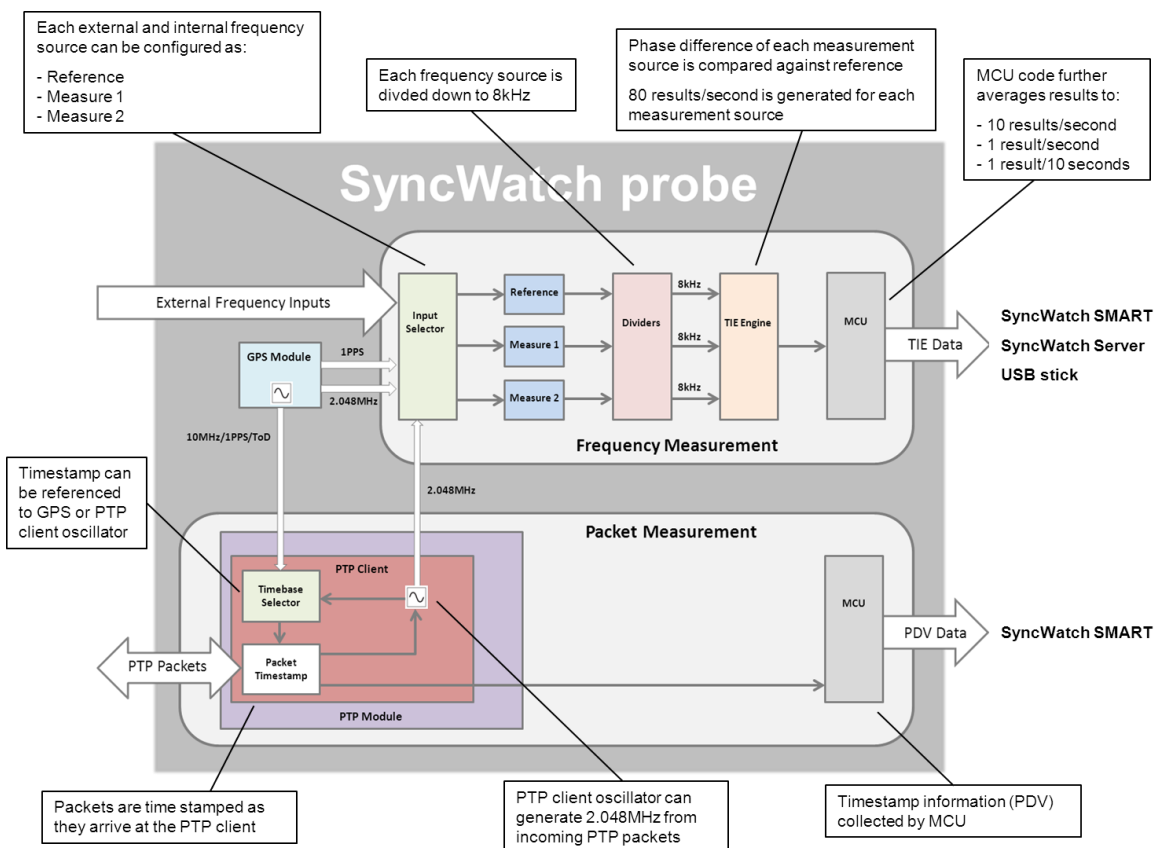 Each external and internal frequency
source can be configured as:
- Reference
- Measure 1
- Measure 2
Each frequency source is
divded down to 8kHz
Phase difference of each measurement
source is compared against reference
80 results/second is generated for each
measurement source
MCU code further
averages results to:
- 10 results/second
- 1 result/second
- 1 result/10 seconds
SyncWatch probe
External Frequency Inputs
Input
Selector
Reference
Measure 1
Measure 2
Dividers
8kHz
8kHz
8kHz
TIE Engine
MCU
TIE Data
SyncWatch SMART
SyncWatch Server
USB stick
GPS Module
1PPS
2.048MHz
10MHz/1PPS/ToD
Frequency Measurement
Timestamp can
be referenced
to GPS or PTP
client oscillator
2.048MHz
Packet Measurement
PTP Client
Timebase
Selector
Packet
Timestamp
PTP Packets
PTP Module
MCU
PDV Data
SyncWatch SMART
Packets are time stamped as
they arrive at the PTP client
PTP client oscillator can
generate 2.048MHz from
incoming PTP packets
Timestamp information (PDV)
collected by MCU